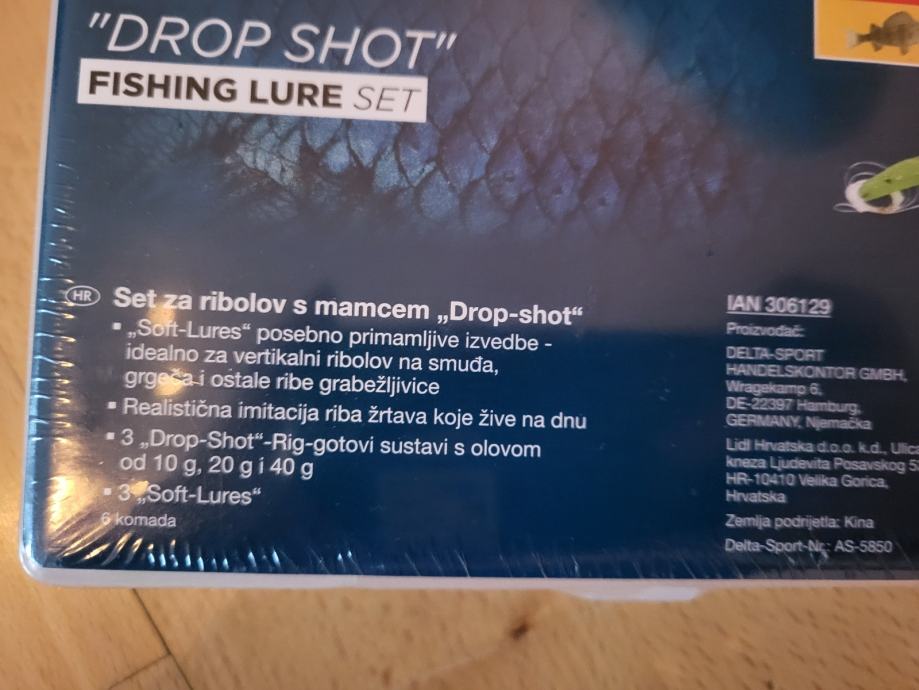 "DROP SHOT"
FISHING LURE SET
HR Set za ribolov s mamcem „Drop-shot“
▪ „Soft-Lures“ posebno primamljive izvedbe -
idealno za vertikalni ribolov na smuđa,
grgeča i ostale ribe grabežljivice
▪ Realistična imitacija riba žrtava koje žive na dnu
▪ 3 „Drop-Shot“-Rig-gotovi sustavi s olovom
od 10 g, 20 g i 40 g
▪ 3 „Soft-Lures“
6 komada
IAN 306129
Proizvođač:
DELTA-SPORT
HANDELSKONTOR GMBH,
Wragekamp 6,
DE-22397 Hamburg,
GERMANY, Njemačka
Lidl Hrvatska d.o.o. k.d., Ulica
kneza Ljudevita Posavskog 5
HR-10410 Velika Gorica,
Hrvatska
Zemlja podrijetla: Kina
Delta-Sport-Nr.: AS-5850